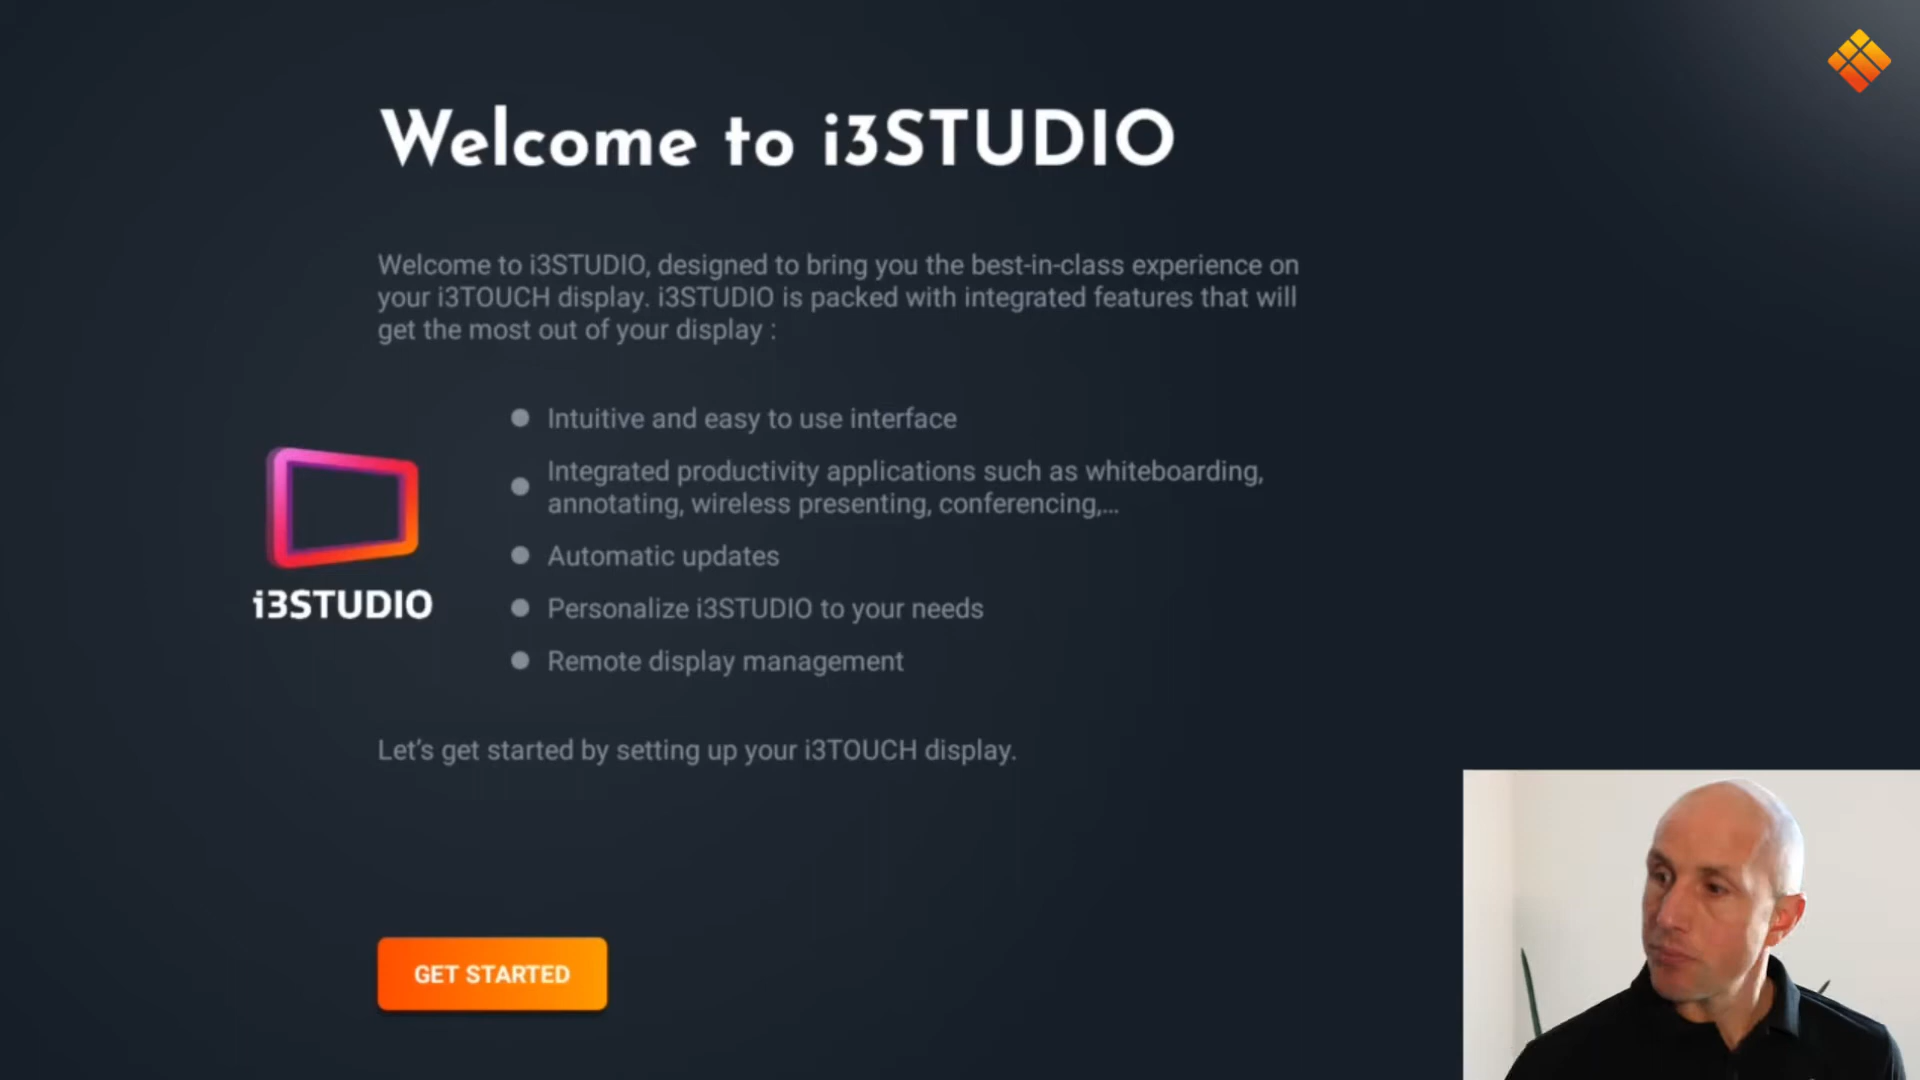 Welcome to i3STUDIO
Welcome to i3STUDIO, designed to bring you the best-in-class experience on
your i3TOUCH display. i3STUDIO is packed with integrated features that will
get the most out of your display :
Intuitive and easy to use interface
Integrated productivity applications such as whiteboarding,
annotating, wireless presenting, conferencing,...
Automatic updates
Personalize i3STUDIO to your needs
Remote display management
i3STUDIO
Let's get started by setting up your i3TOUCH display.
GET STARTED